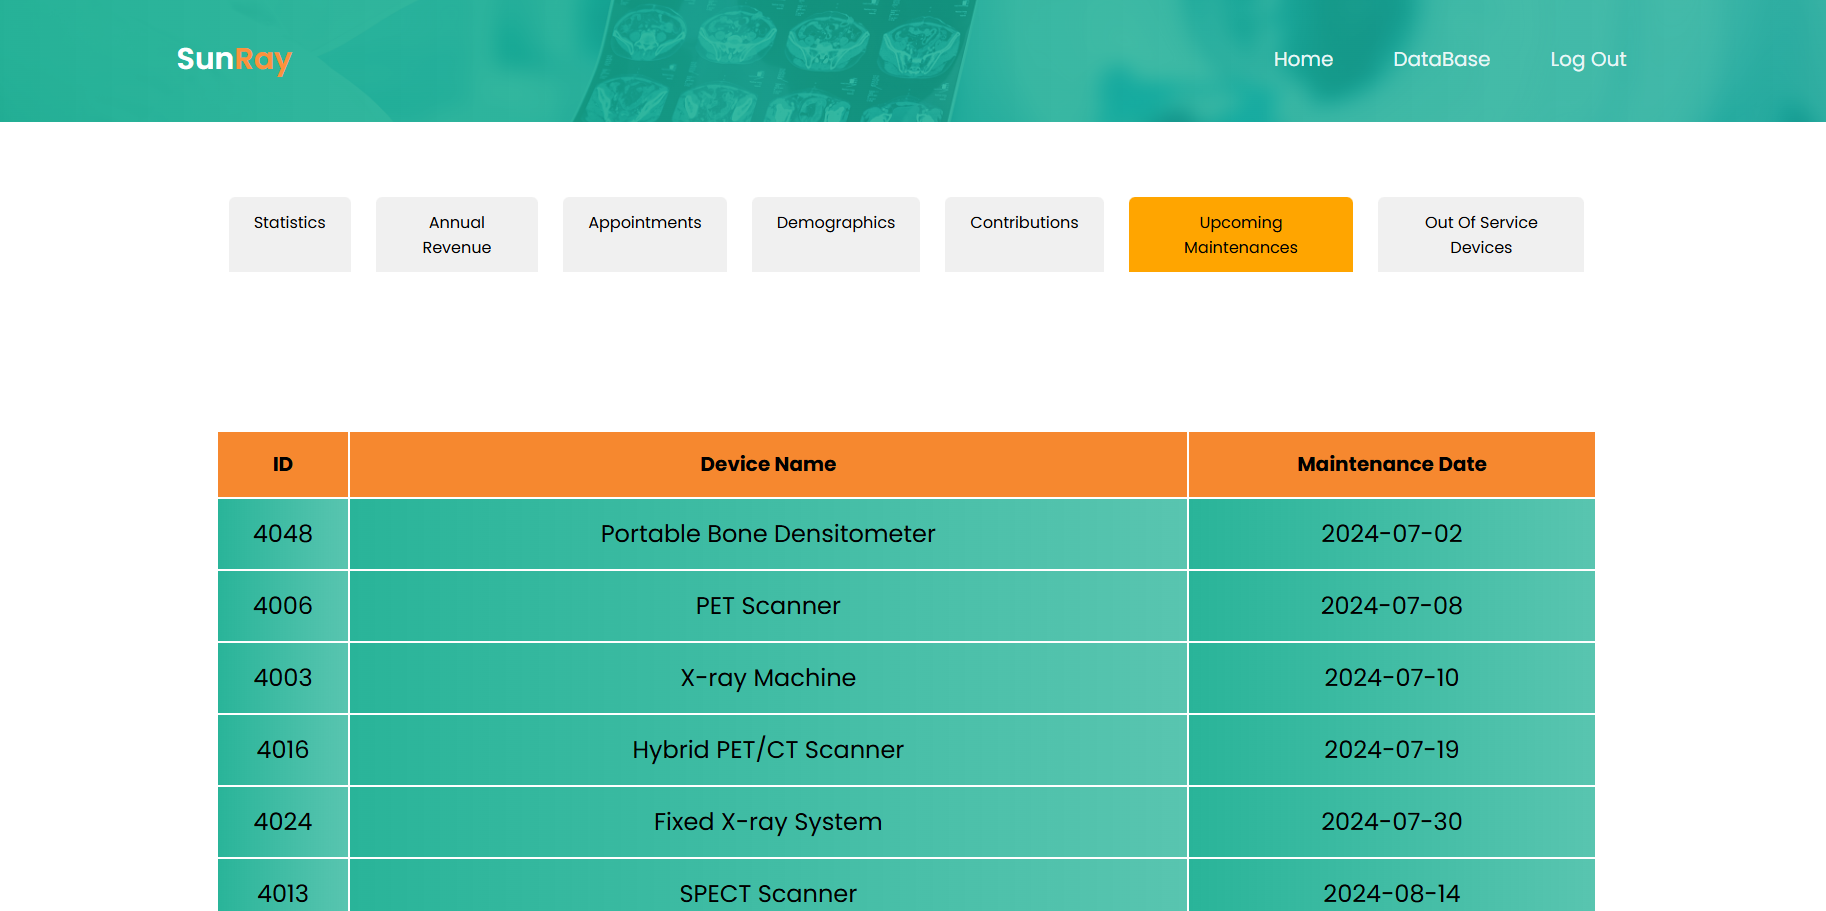 SunRay
Home DataBase Log Out
Statistics
Annual
Revenue
Appointments
Demographics
Contributions
Upcoming
Maintenances
Out Of Service
Devices
ID Device Name Maintenance Date
4048 Portable Bone Densitometer 2024-07-02
4006 PET Scanner 2024-07-08
4003 X-ray Machine 2024-07-10
4016 Hybrid PET/CT Scanner 2024-07-19
4024 Fixed X-ray System 2024-07-30
4013 SPECT Scanner 2024-08-14